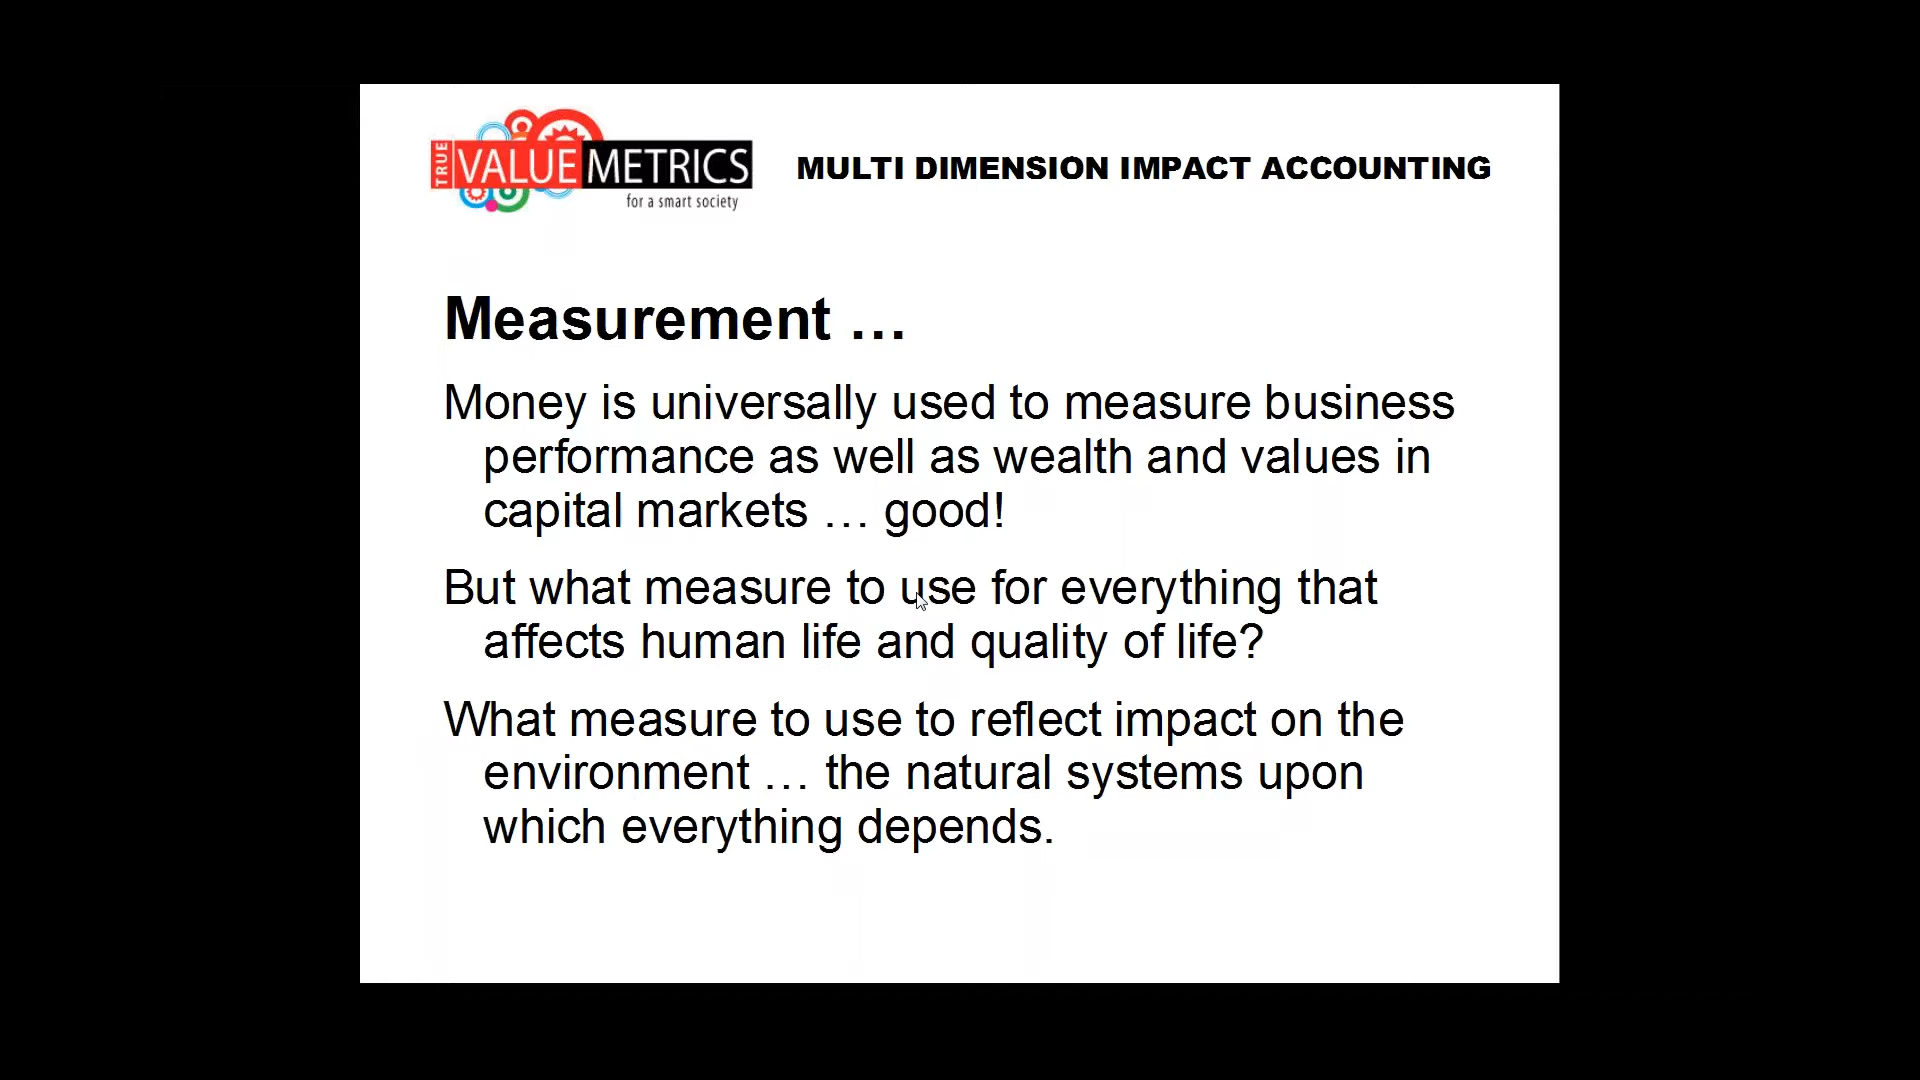 TRUE VALUE METRICS
for a smart society
MULTI DIMENSION IMPACT ACCOUNTING
Measurement …
Money is universally used to measure business
performance as well as wealth and values in
capital markets … good!
But what measure to use for everything that
affects human life and quality of life?
What measure to use to reflect impact on the
environment … the natural systems upon
which everything depends.